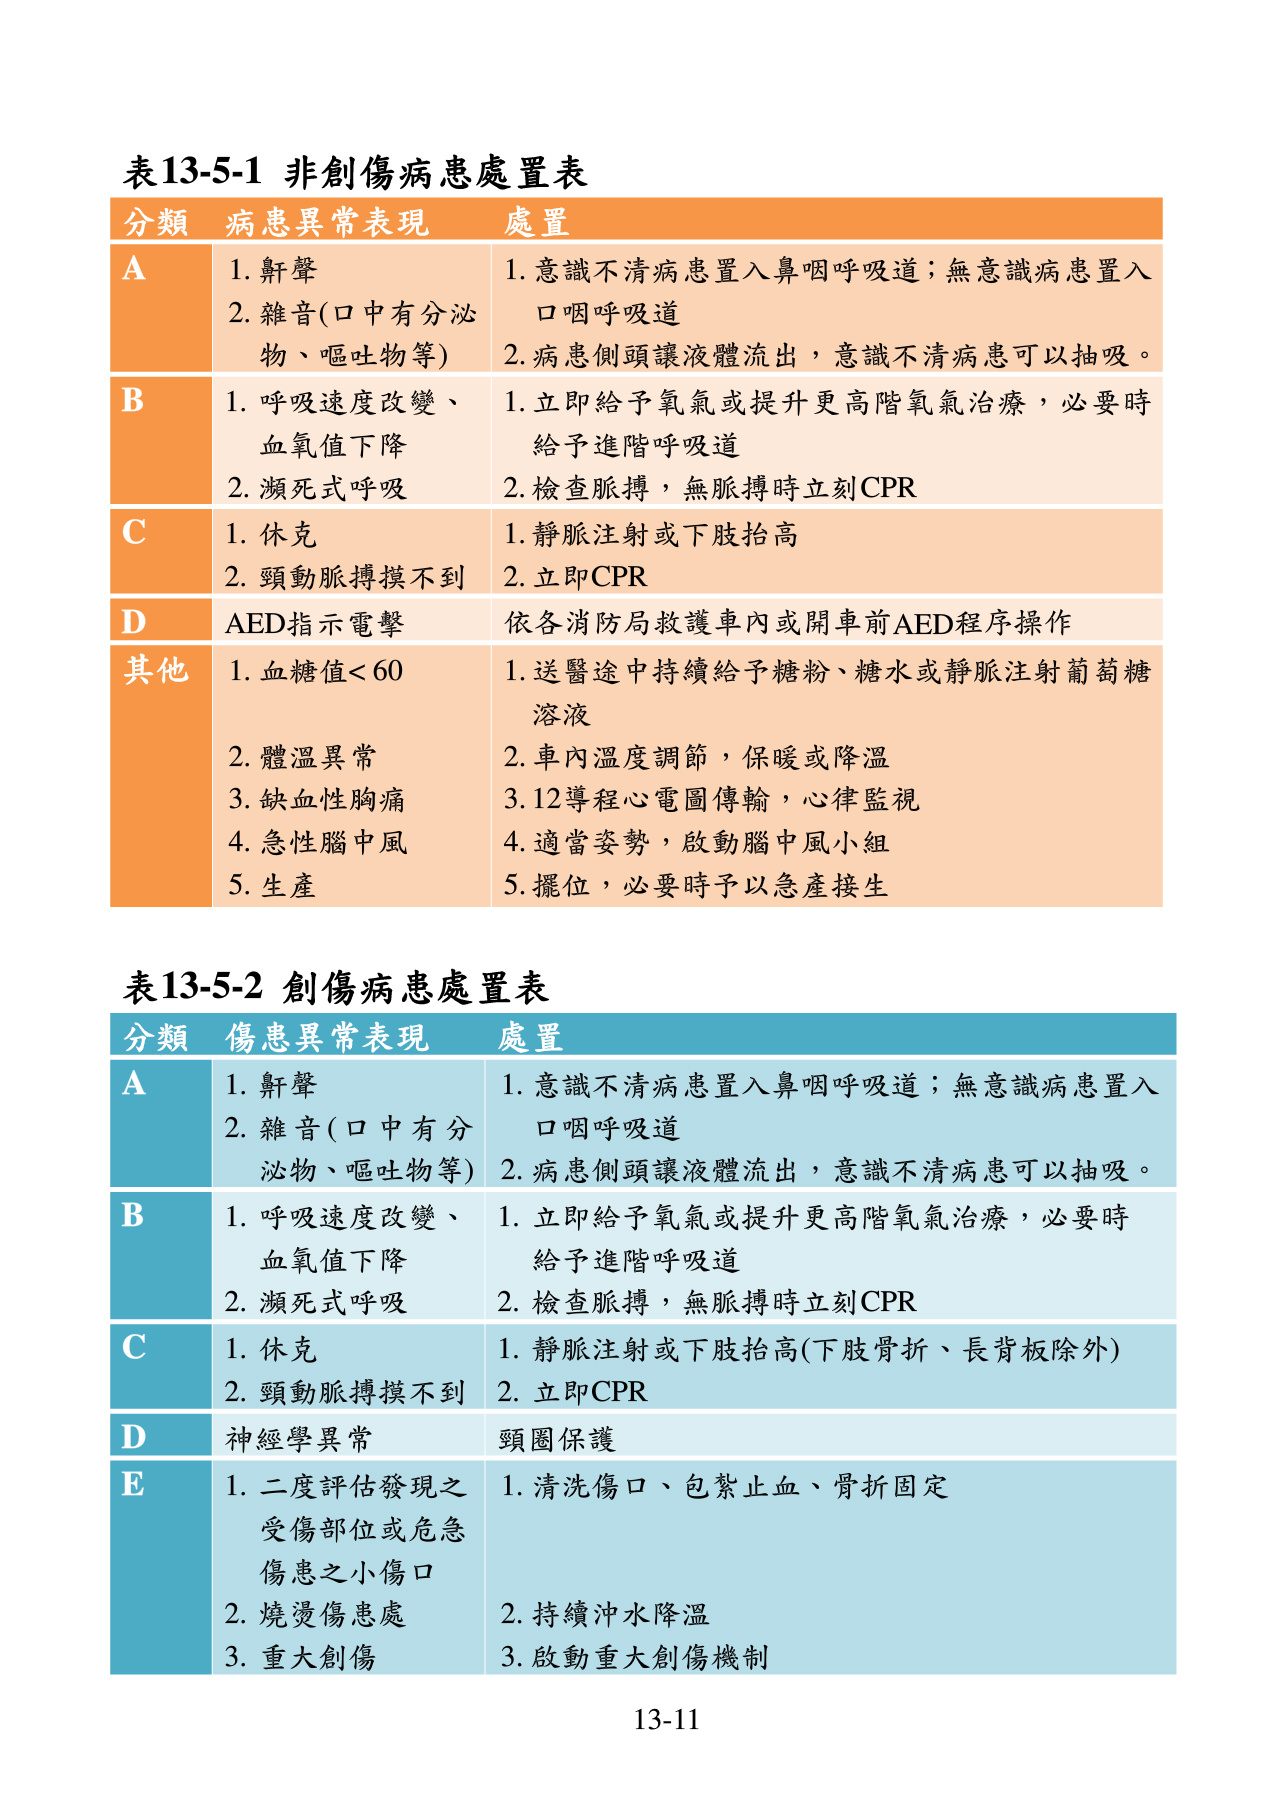 表13-5-1 非創傷病患處置表
分類 病患異常表現 處置
A 1. 鼾聲 1. 意識不清病患置入鼻咽呼吸道；無意識病患置入
2. 雜音(口中有分泌 口咽呼吸道
物、嘔吐物等) 2. 病患側頭讓液體流出，意識不清病患可以抽吸。
B 1. 呼吸速度改變、 1. 立即給予氧氣或提升更高階氧氣治療，必要時
血氧值下降 給予進階呼吸道
2. 瀕死式呼吸 2. 檢查脈搏，無脈搏時立刻CPR
C 1. 休克 1. 靜脈注射或下肢抬高
2. 頸動脈搏摸不到 2. 立即CPR
D AED指示電擊 依各消防局救護車內或開車前AED程序操作
其他 1. 血糖值< 60 1. 送醫途中持續給予糖粉、糖水或靜脈注射葡萄糖
溶液
2. 體溫異常 2. 車內溫度調節，保暖或降溫
3. 缺血性胸痛 3. 12導程心電圖傳輸，心律監視
4. 急性腦中風 4. 適當姿勢，啟動腦中風小組
5. 生產 5. 擺位，必要時予以急產接生
表13-5-2 創傷病患處置表
分類 傷患異常表現 處置
A 1. 鼾聲 1. 意識不清病患置入鼻咽呼吸道；無意識病患置入
2. 雜音(口中有分 口咽呼吸道
泌物、嘔吐物等) 2. 病患側頭讓液體流出，意識不清病患可以抽吸。
B 1. 呼吸速度改變、 1. 立即給予氧氣或提升更高階氧氣治療，必要時
血氧值下降 給予進階呼吸道
2. 瀕死式呼吸 2. 檢查脈搏，無脈搏時立刻CPR
C 1. 休克 1. 靜脈注射或下肢抬高(下肢骨折、長背板除外)
2. 頸動脈搏摸不到 2. 立即CPR
D 神經學異常 頸圈保護
E 1. 二度評估發現之 1. 清洗傷口、包紮止血、骨折固定
受傷部位或危急
傷患之小傷口
2. 燒燙傷患處 2. 持續沖水降溫
3. 重大創傷 3. 啟動重大創傷機制
13-11